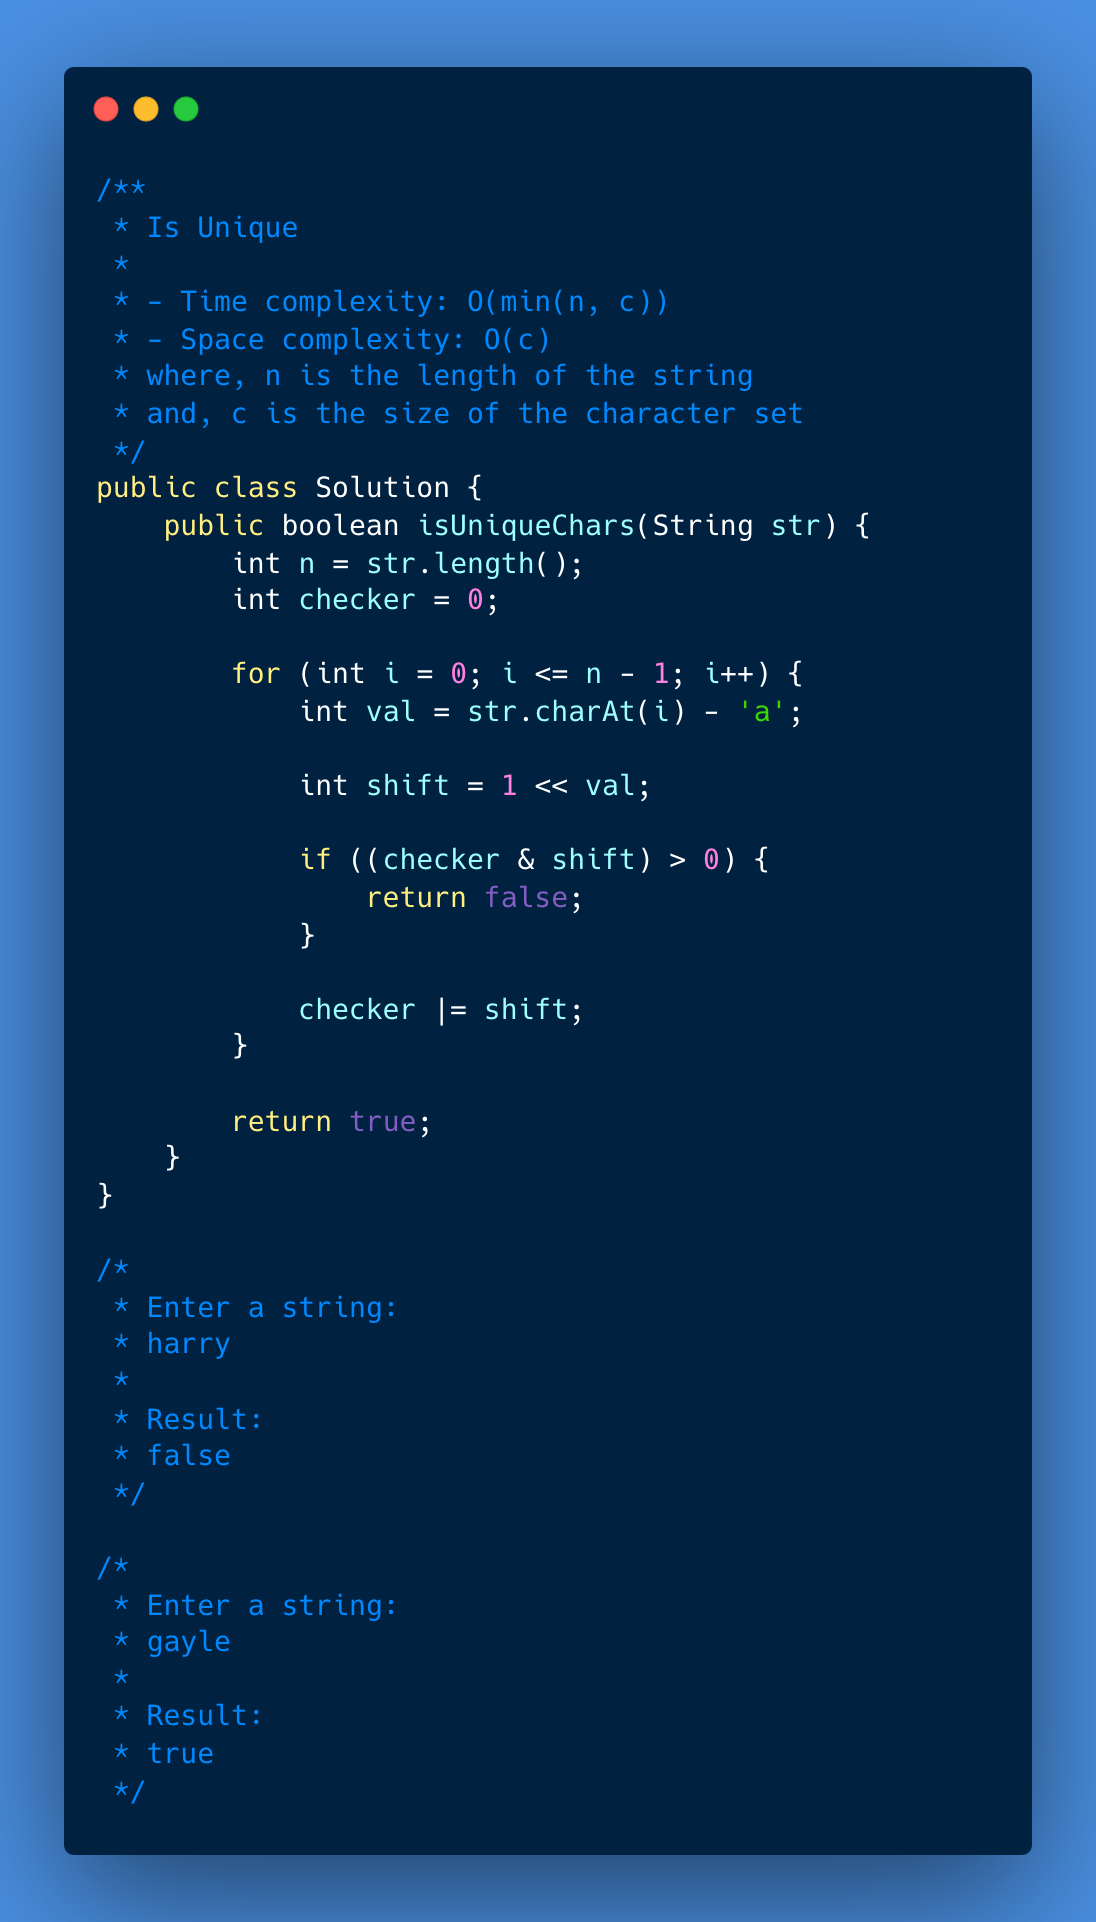 /**
 * Is Unique
 *
 * - Time complexity: O(min(n, c))
 * - Space complexity: O(c)
 * where, n is the length of the string
 * and, c is the size of the character set
 */
public class Solution {
    public boolean isUniqueChars(String str) {
        int n = str.length();
        int checker = 0;

        for (int i = 0; i <= n - 1; i++) {
            int val = str.charAt(i) - 'a';

            int shift = 1 << val;

            if ((checker & shift) > 0) {
                return false;
            }

            checker |= shift;
        }

        return true;
    }
}

/*
 * Enter a string:
 * harry
 *
 * Result:
 * false
 */

/*
 * Enter a string:
 * gayle
 *
 * Result:
 * true
 */